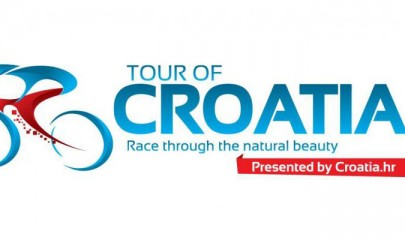 TOUR OF
CROATIA
Race through the natural beauty
Presented by Croatia.hr